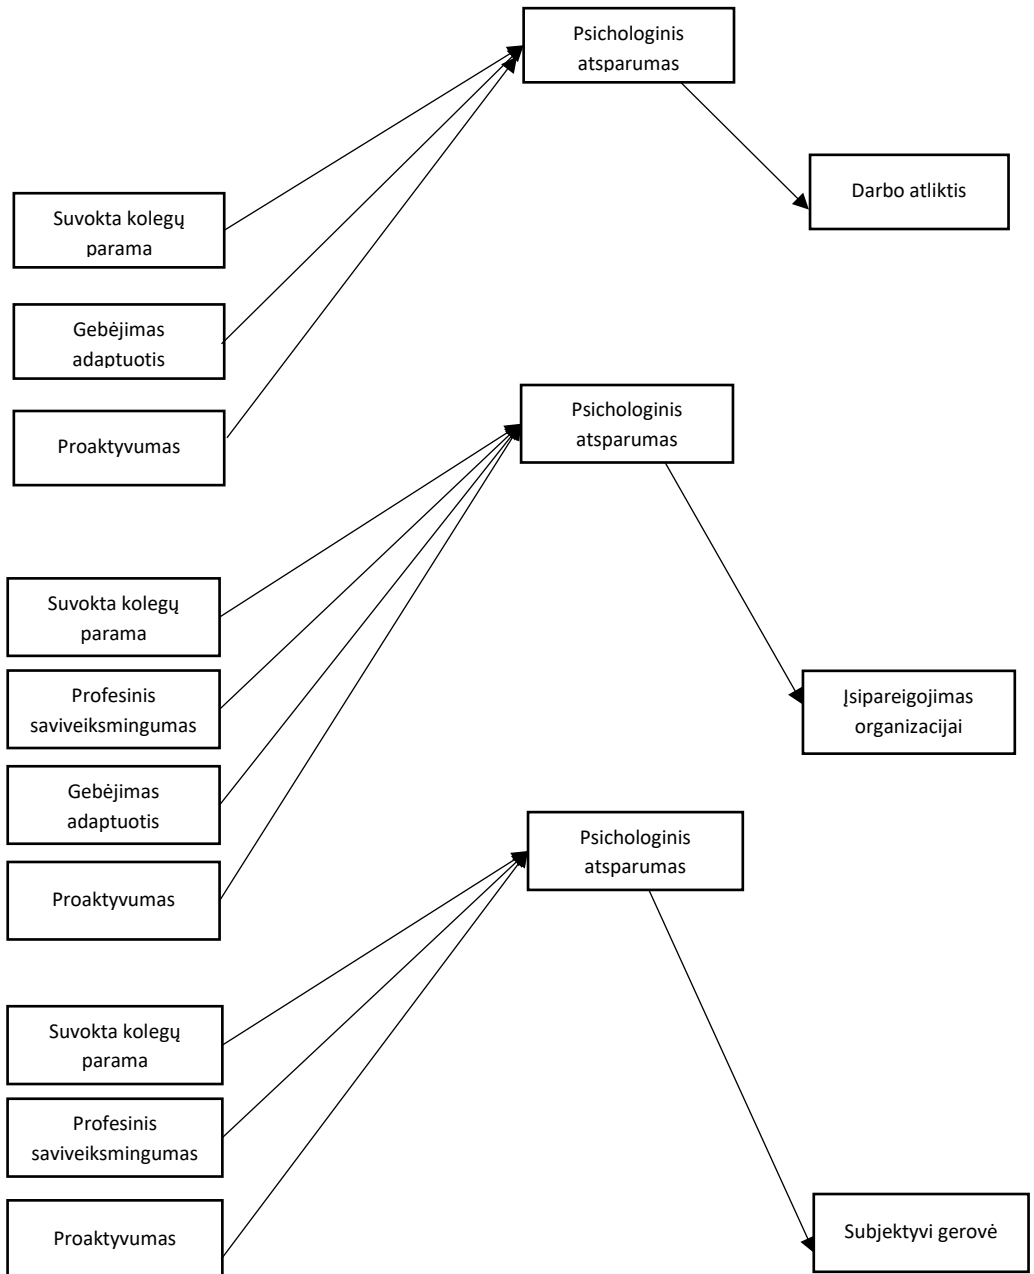 Psichologinis
atsparumas
Darbo atliktis
Suvokta kolegų
parama
Gebėjimas
adaptuotis
Proaktyvumas
Psichologinis
atsparumas
Suvokta kolegų
parama
Profesinis
saviveiksmingumas
Gebėjimas
adaptuotis
Proaktyvumas
Įsipareigojimas
organizacijai
Psichologinis
atsparumas
Suvokta kolegų
parama
Profesinis
saviveiksmingumas
Proaktyvumas
Subjektyvi gerovė